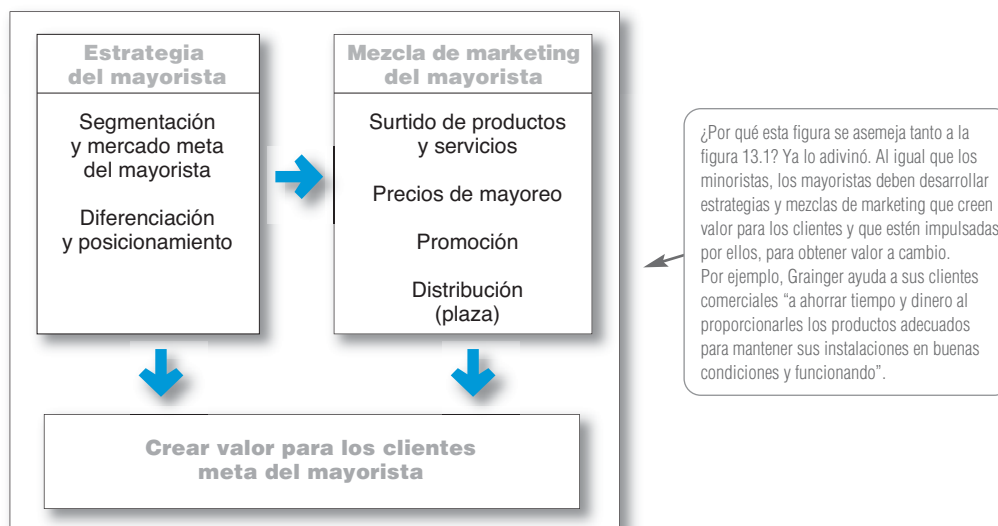 Estrategia
del mayorista
Segmentación
y mercado meta
del mayorista
Diferenciación
y posicionamiento
Mezcla de marketing
del mayorista
Surtido de productos
y servicios
Precios de mayoreo
Promoción
Distribución
(plaza)
Crear valor para los clientes
meta del mayorista
¿Por qué esta figura se asemeja tanto a la
figura 13.1? Ya lo adivinó. Al igual que los
minoristas, los mayoristas deben desarrollar
estrategias y mezclas de marketing que creen
valor para los clientes y que estén impulsadas
por ellos, para obtener valor a cambio.
Por ejemplo, Grainger ayuda a sus clientes
comerciales “a ahorrar tiempo y dinero al
proporcionarles los productos adecuados
para mantener sus instalaciones en buenas
condiciones y funcionando”.